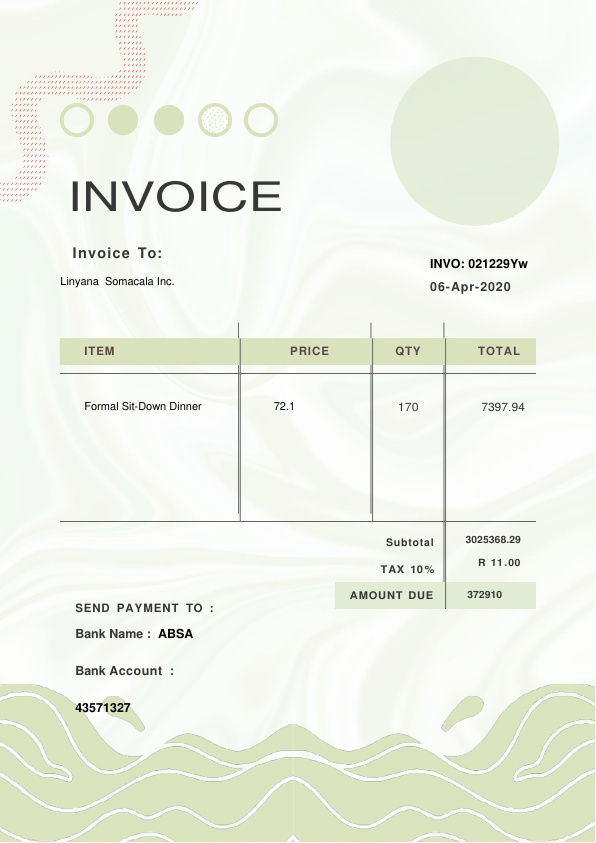 INVOICE
Invoice To:
Linyana Somacala Inc.
INVO: 021229Yw
06-Apr-2020
ITEM PRICE QTY TOTAL
Formal Sit-Down Dinner 72.1 170 7397.94
Subtotal 3025368.29
TAX 10% R 11.00
AMOUNT DUE 372910
SEND PAYMENT TO :
Bank Name : ABSA
Bank Account :
43571327